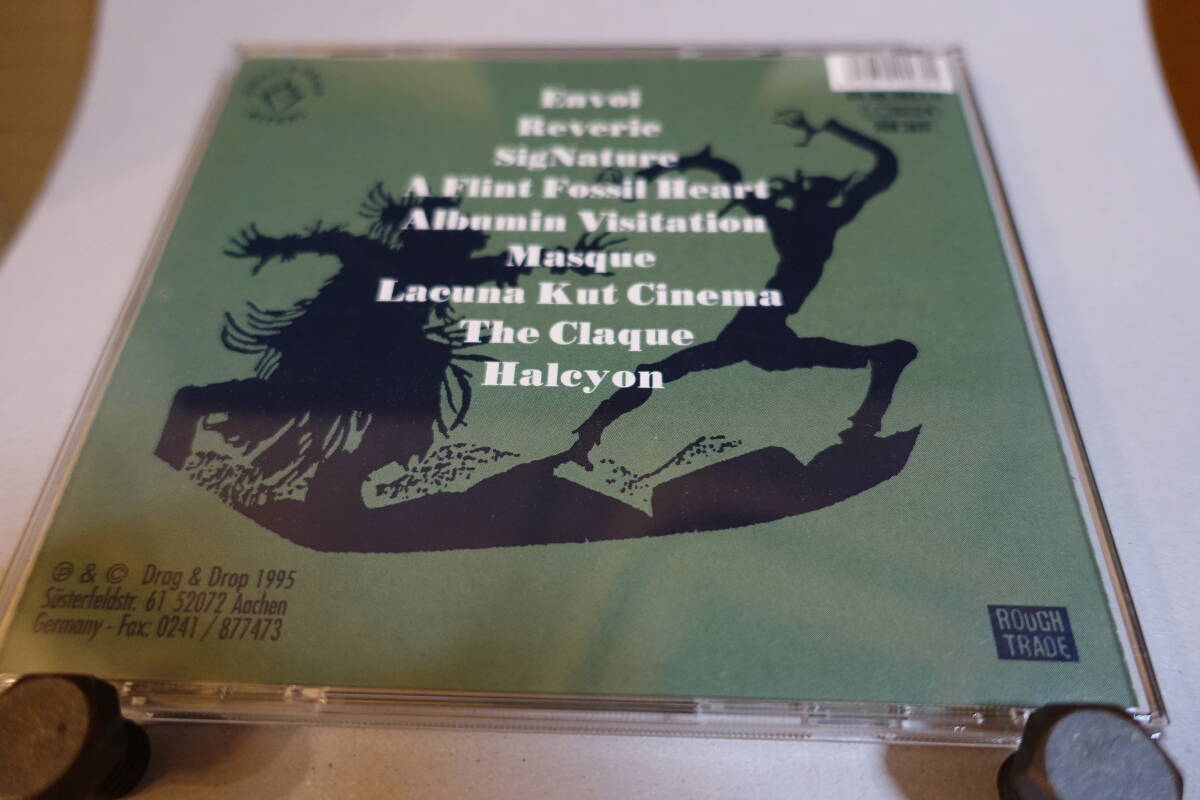 Envoi
Reverie
SigNature
A Flint Fossil Heart
Albumin Visitation
Masque
Lacuna Kut Cinema
The Claque
Halcyon
℗ & © Drag & Drop 1995
Süsterfeldstr. 61 52072 Aachen
Germany - Fax: 0241 / 877473
ROUGH
TRADE